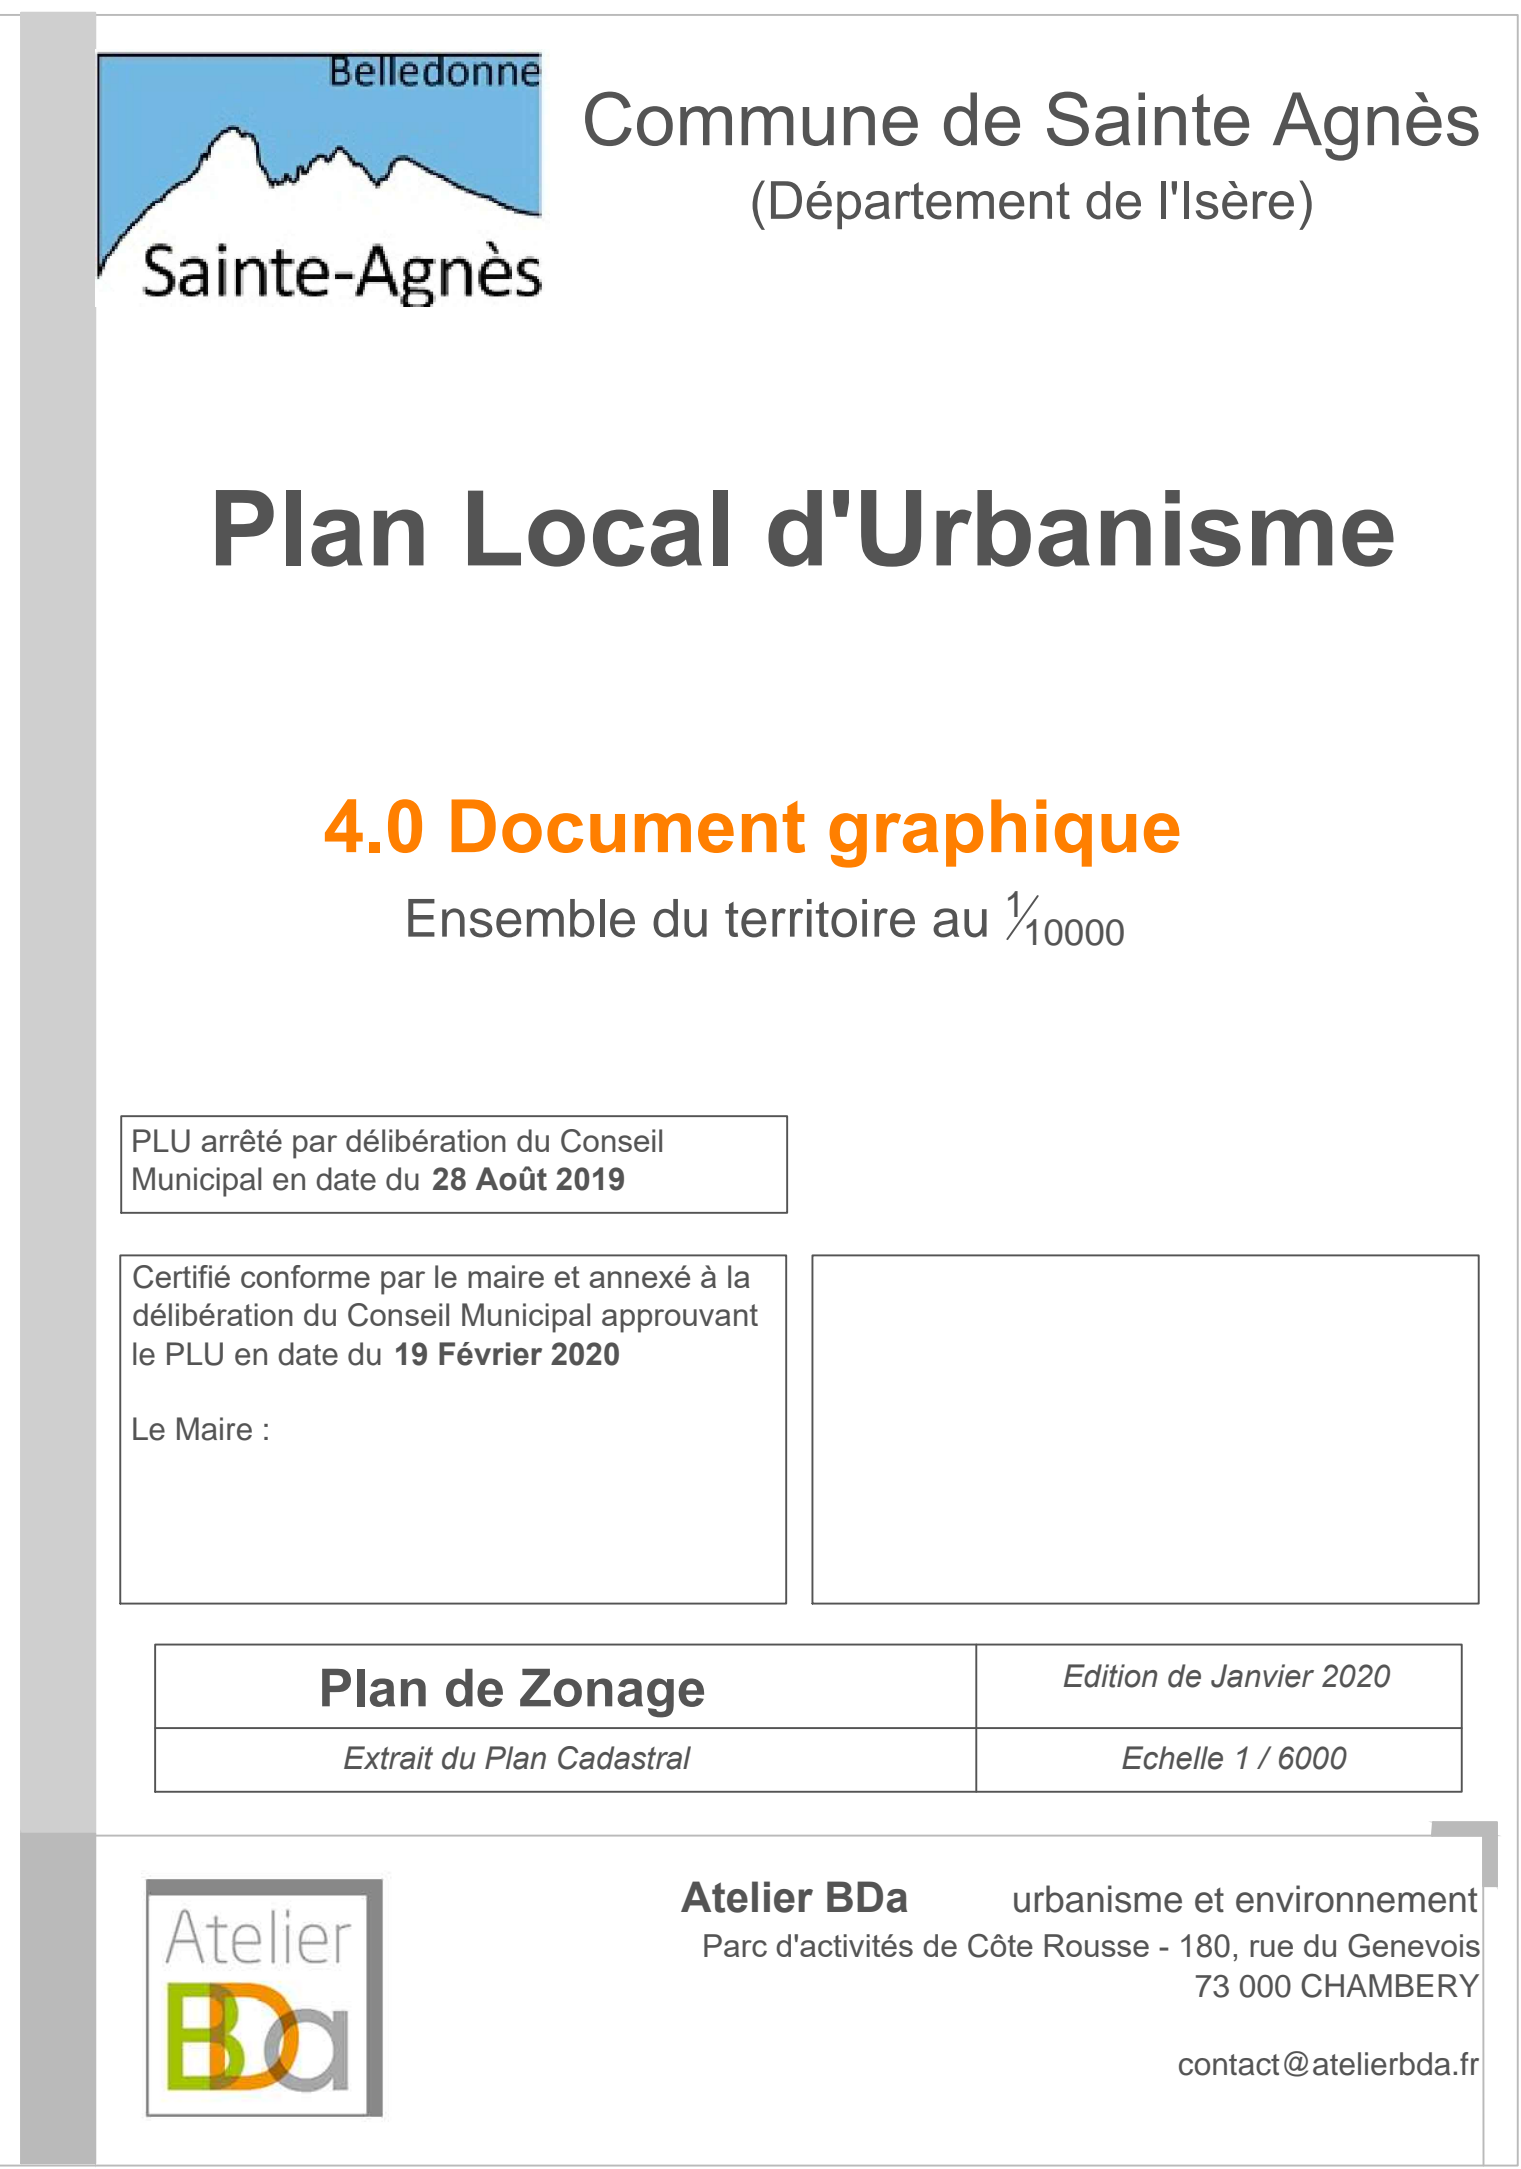 Belledonne
Sainte-Agnès
Commune de Sainte Agnès
(Département de l'Isère)
Plan Local d'Urbanisme
4.0 Document graphique
Ensemble du territoire au 1/10000
PLU arrêté par délibération du Conseil
Municipal en date du 28 Août 2019
Certifié conforme par le maire et annexé à la
délibération du Conseil Municipal approuvant
le PLU en date du 19 Février 2020
Le Maire :
Plan de Zonage
Edition de Janvier 2020
Extrait du Plan Cadastral
Echelle 1 / 6000
Atelier
BDa
Atelier BDa urbanisme et environnement
Parc d'activités de Côte Rousse - 180, rue du Genevois
73 000 CHAMBERY
contact@atelierbda.fr